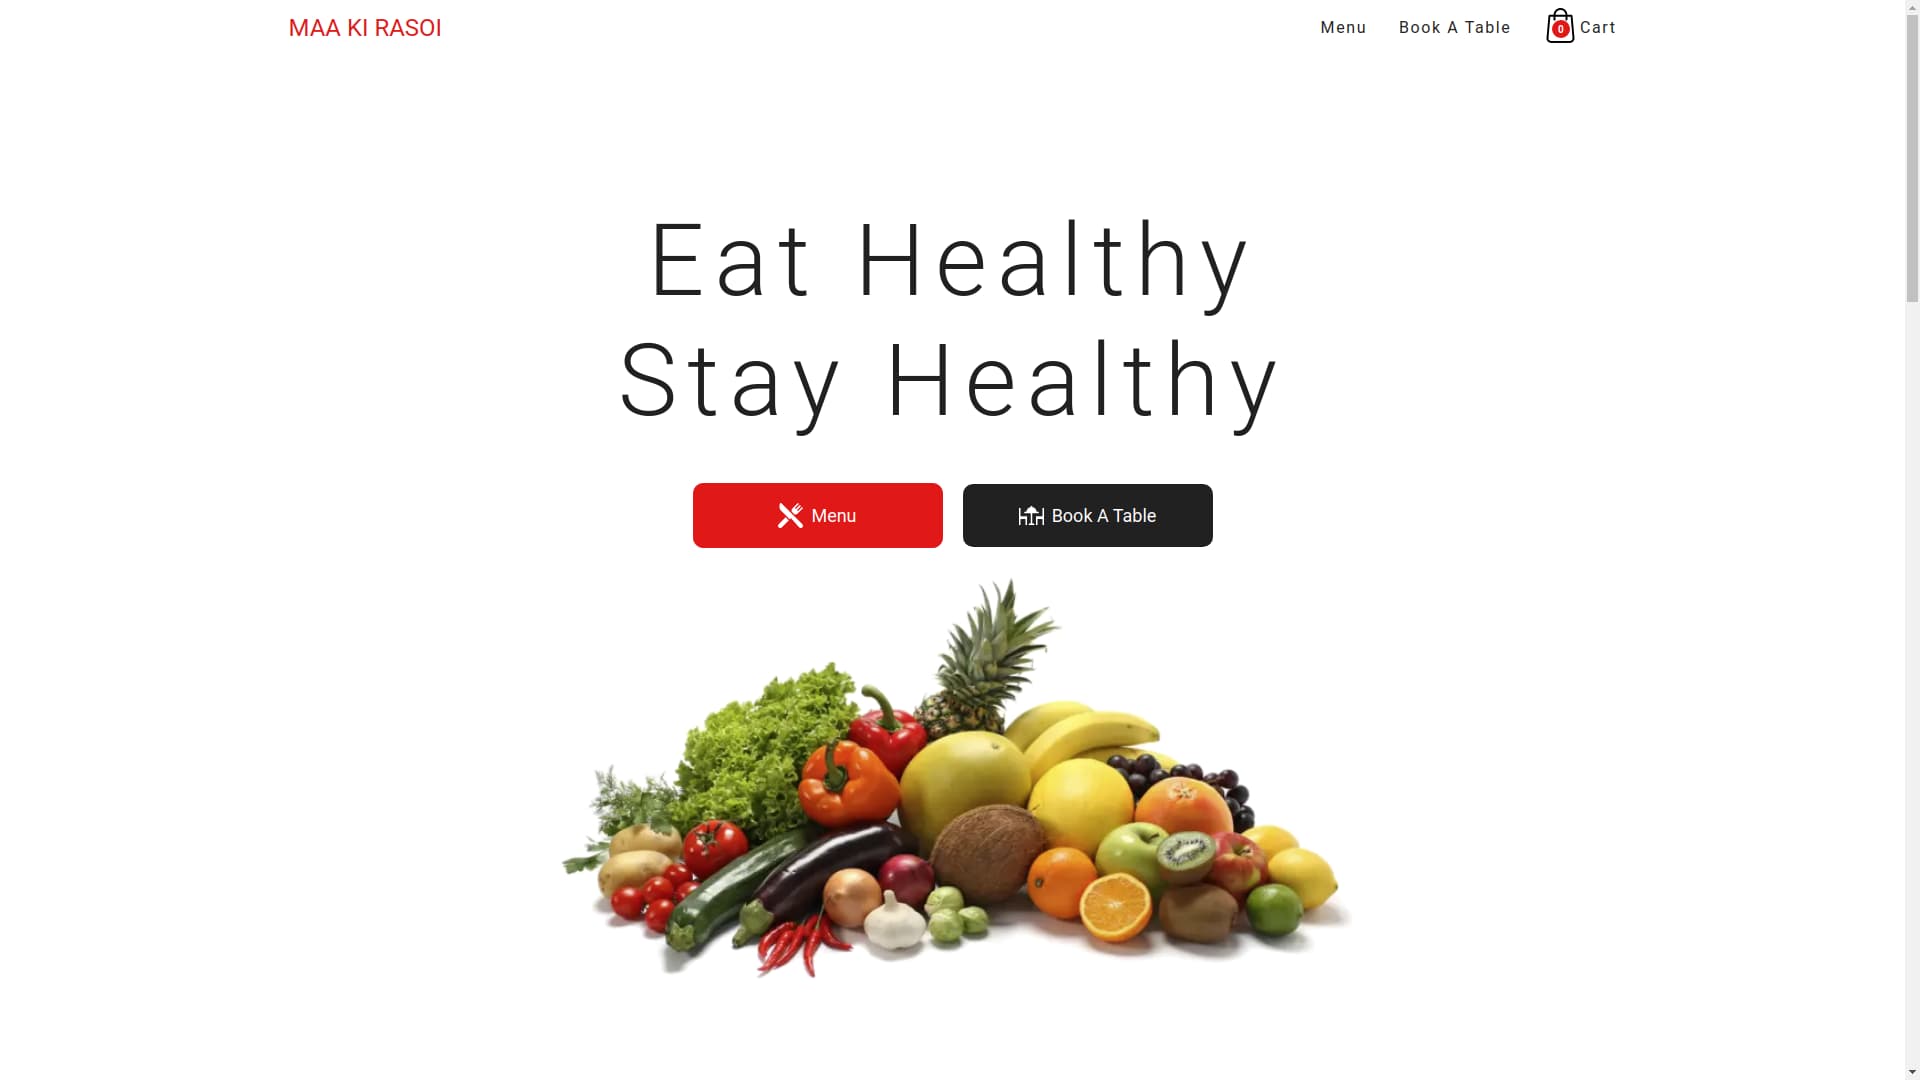 MAA KI RASOI
Menu
Book A Table
0
Cart
Eat Healthy
Stay Healthy
Menu
Book A Table